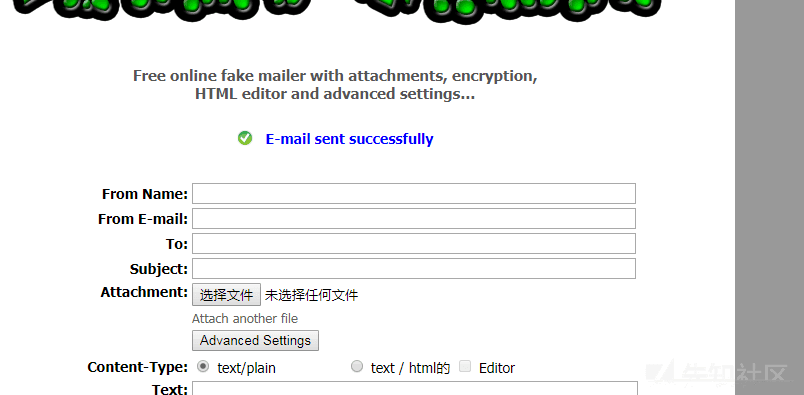 Free online fake mailer with attachments, encryption,
HTML editor and advanced settings...
E-mail sent successfully
From Name:
From E-mail:
To:
Subject:
Attachment: 选择文件 未选择任何文件
Attach another file
Advanced Settings
Content-Type: text/plain text / html的 Editor
Text:
先知社区